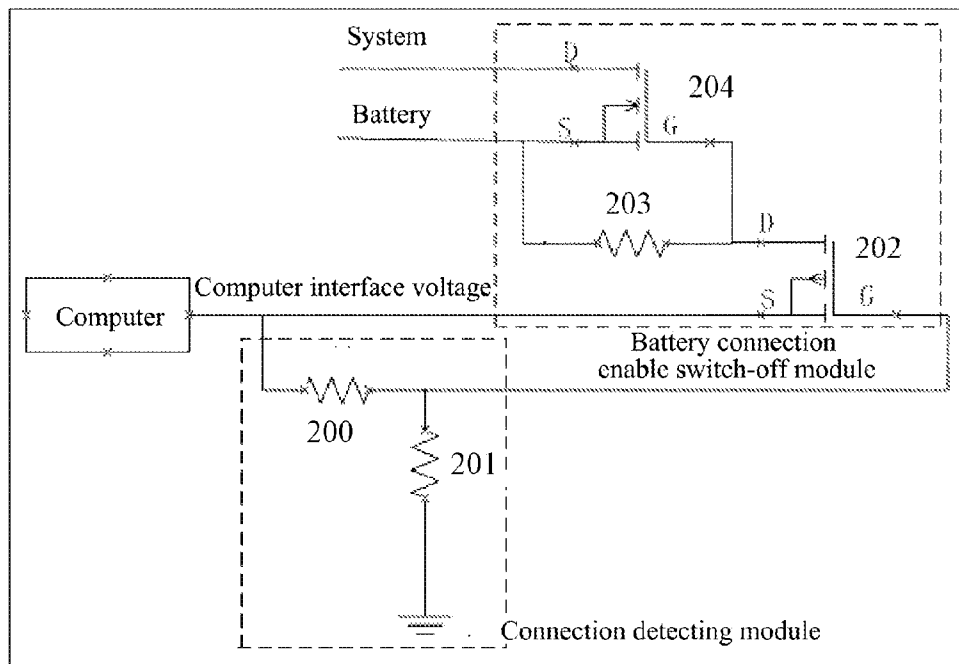 System
D
204
Battery
S
G
203
D
202
Computer interface voltage
Computer
S
G
Battery connection
enable switch-off module
200
201
Connection detecting module